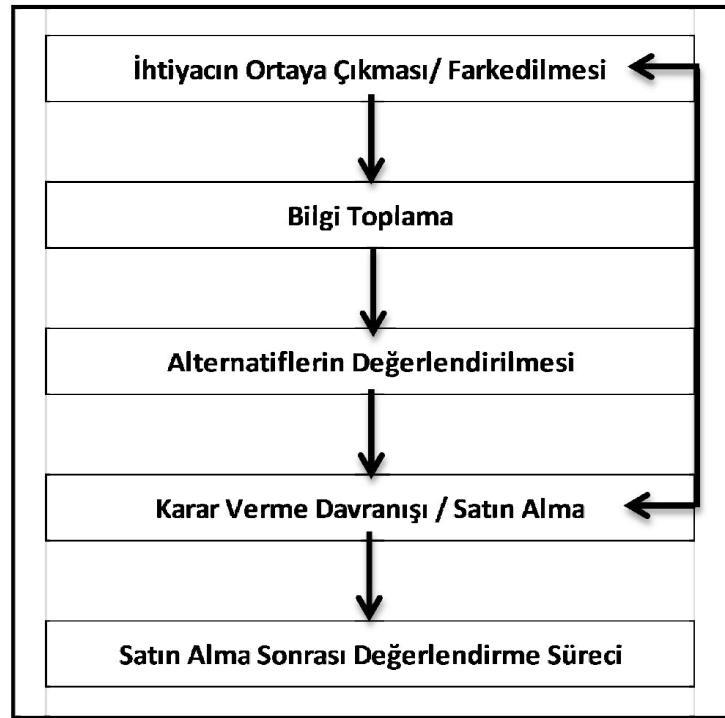 İhtiyacın Ortaya Çıkması/ Farkedilmesi
Bilgi Toplama
Alternatiflerin Değerlendirilmesi
Karar Verme Davranışı / Satın Alma
Satın Alma Sonrası Değerlendirme Süreci